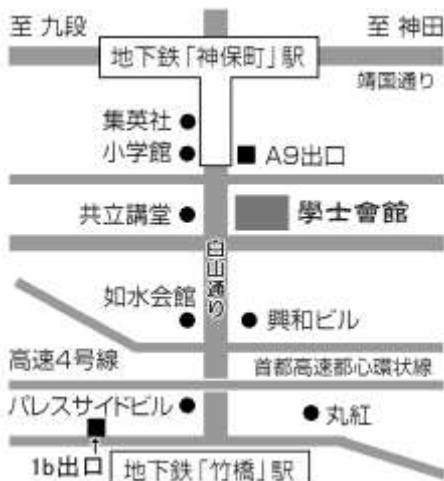 至 九段
至 神田
地下鉄「神保町」駅
靖国通り
集英社
小学館
A9出口
共立講堂
學士會館
白山通り
如水会館
興和ビル
高速4号線
首都高速都心環状線
パレスサイドビル
丸紅
1b出口
地下鉄「竹橋」駅